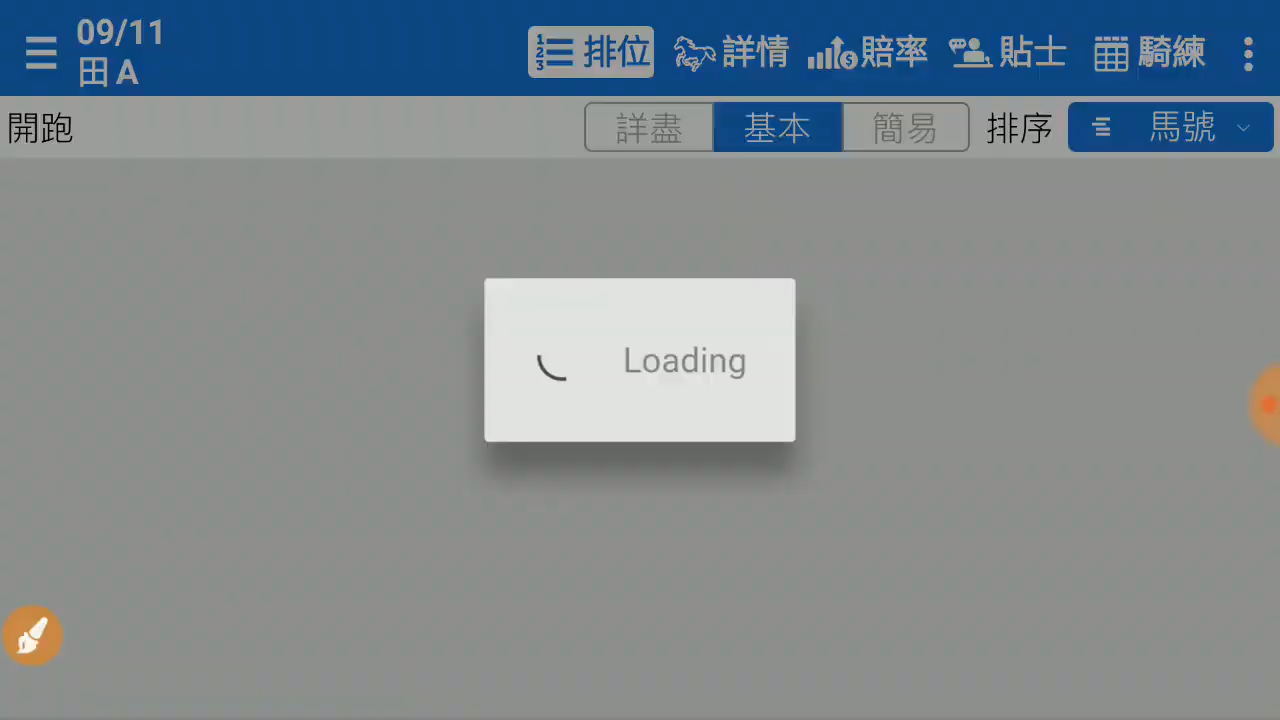 09/11
田 A
排位 詳情 賠率 貼士 騎練
開跑 詳盡 基本 簡易 排序 馬號
Loading